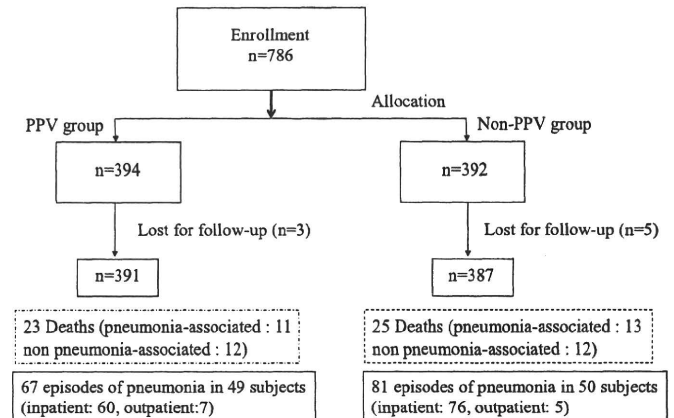 Enrollment
n=786
Allocation
PPV group
Non-PPV group
n=394
n=392
Lost for follow-up (n=3)
Lost for follow-up (n=5)
n=391
n=387
23 Deaths (pneumonia-associated : 11
non pneumonia-associated : 12)
25 Deaths (pneumonia-associated : 13
non pneumonia-associated : 12)
67 episodes of pneumonia in 49 subjects
(inpatient: 60, outpatient:7)
81 episodes of pneumonia in 50 subjects
(inpatient: 76, outpatient: 5)